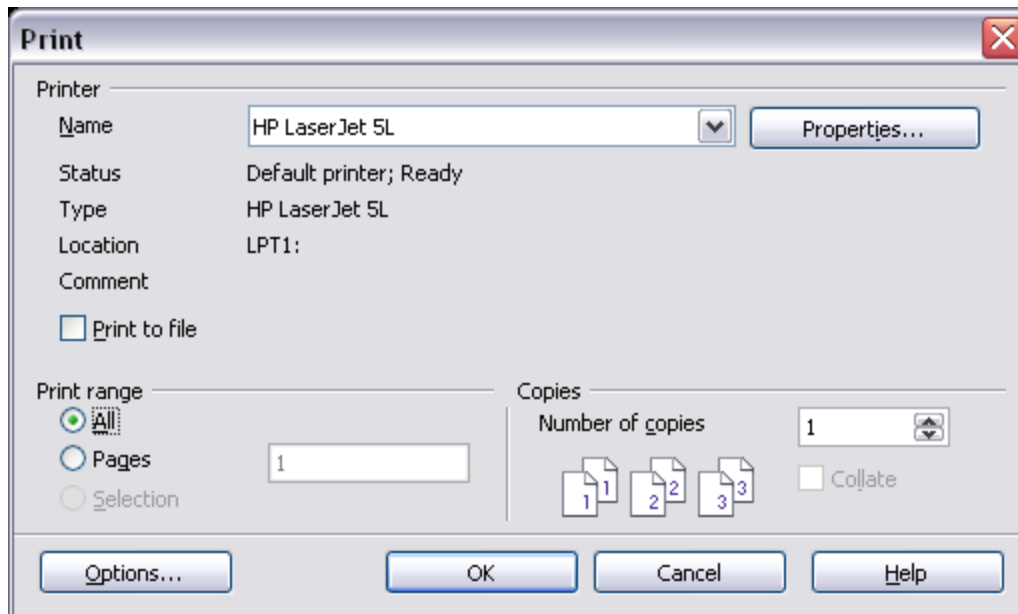 Print
Printer
Name HP LaserJet 5L Properties...
Status Default printer; Ready
Type HP LaserJet 5L
Location LPT1:
Comment
Print to file
Print range
All
Pages 1
Selection
Copies
Number of copies 1
1 1 2 2 3 3 Collate
Options... OK Cancel Help